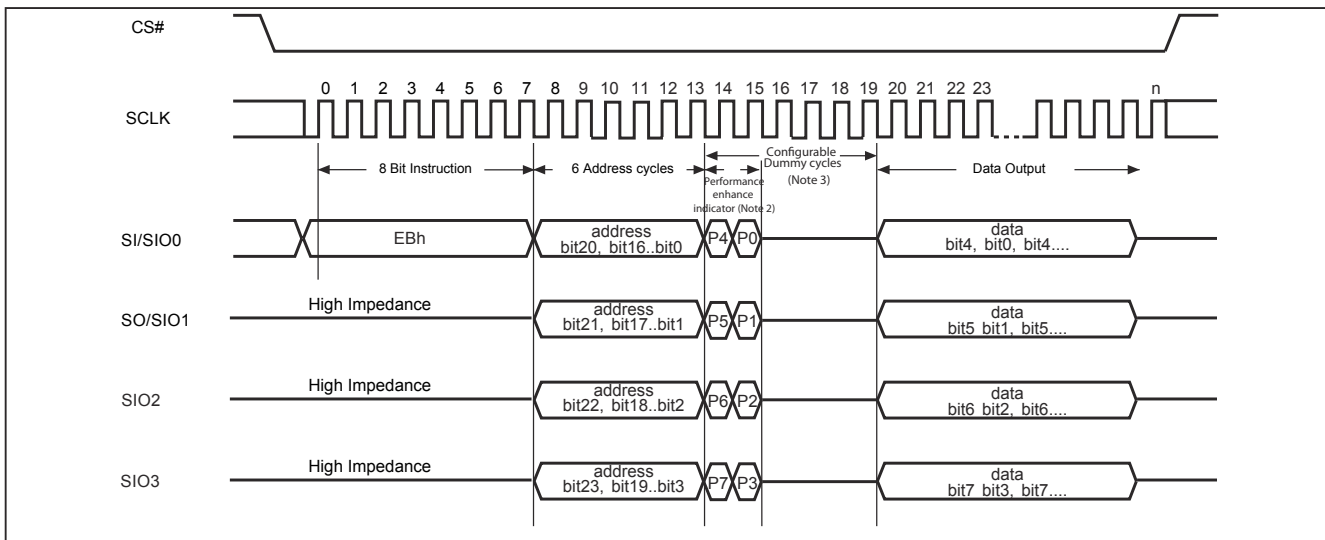 CS#
0 1 2 3 4 5 6 7 8 9 10 11 12 13 14 15 16 17 18 19 20 21 22 23 n
SCLK
8 Bit Instruction
6 Address cycles
Configurable
Dummy cycles
(Note 3)
Data Output
Performance
enhance
indicator (Note 2)
SI/SIO0
EBh
address
bit20, bit16..bit0
P4 P0
data
bit4, bit0, bit4....
SO/SIO1
High Impedance
address
bit21, bit17..bit1
P5 P1
data
bit5 bit1, bit5....
SIO2
High Impedance
address
bit22, bit18..bit2
P6 P2
data
bit6 bit2, bit6....
SIO3
High Impedance
address
bit23, bit19..bit3
P7 P3
data
bit7 bit3, bit7....